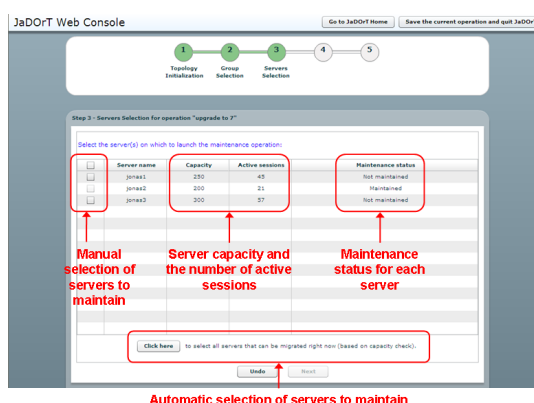 JaDOrT Web Console
Go to JaDOrT Home
Save the current operation and quit JaDOr
1 2 3 4 5
Topology Initialization
Group Selection
Servers Selection
Step 3 - Servers Selection for operation "upgrade to 7"
Select the server(s) on which to launch the maintenance operation:
Server name Capacity Active sessions Maintenance status
jonas1 250 45 Not maintained
jonas2 200 21 Maintained
jonas3 300 57 Not maintained
Manual selection of servers to maintain
Server capacity and the number of active sessions
Maintenance status for each server
Click here to select all servers that can be migrated right now (based on capacity check).
Undo Next
Automatic selection of servers to maintain